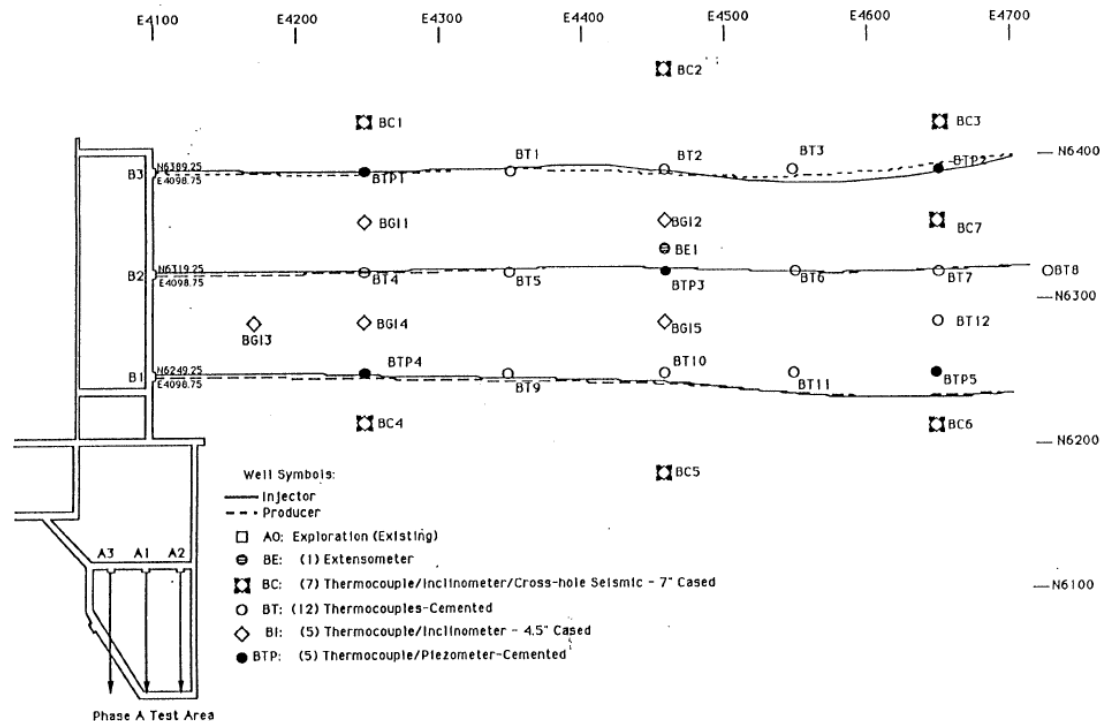 E4100 E4200 E4300 E4400 E4500 E4600 E4700
BC2
BC1
BC3
BT1 BT2 BT3
N6400
B3
N6389.25
E4098.75
BTP1
BTP2
BGI1
BGI2
BC7
BE1
B2
N6319.25
E4098.75
BT4 BT5 BTP3 BT6 BT7 BT8
N6300
BGI3 BGI4 BGI5 BT12
BTP4
BT10
B1
N6249.25
E4098.75
BT9 BT11 BTP5
BC4
BC6
N6200
BC5
Well Symbols:
Injector
Producer
AO: Exploration (Existing)
BE: (1) Extensometer
BC: (7) Thermocouple/Inclinometer/Cross-hole Seismic - 7" Cased
BT: (12) Thermocouples-Cemented
BI: (5) Thermocouple/Inclinometer - 4.5" Cased
BTP: (5) Thermocouple/Piezometer-Cemented
N6100
A3 A1 A2
Phase A Test Area